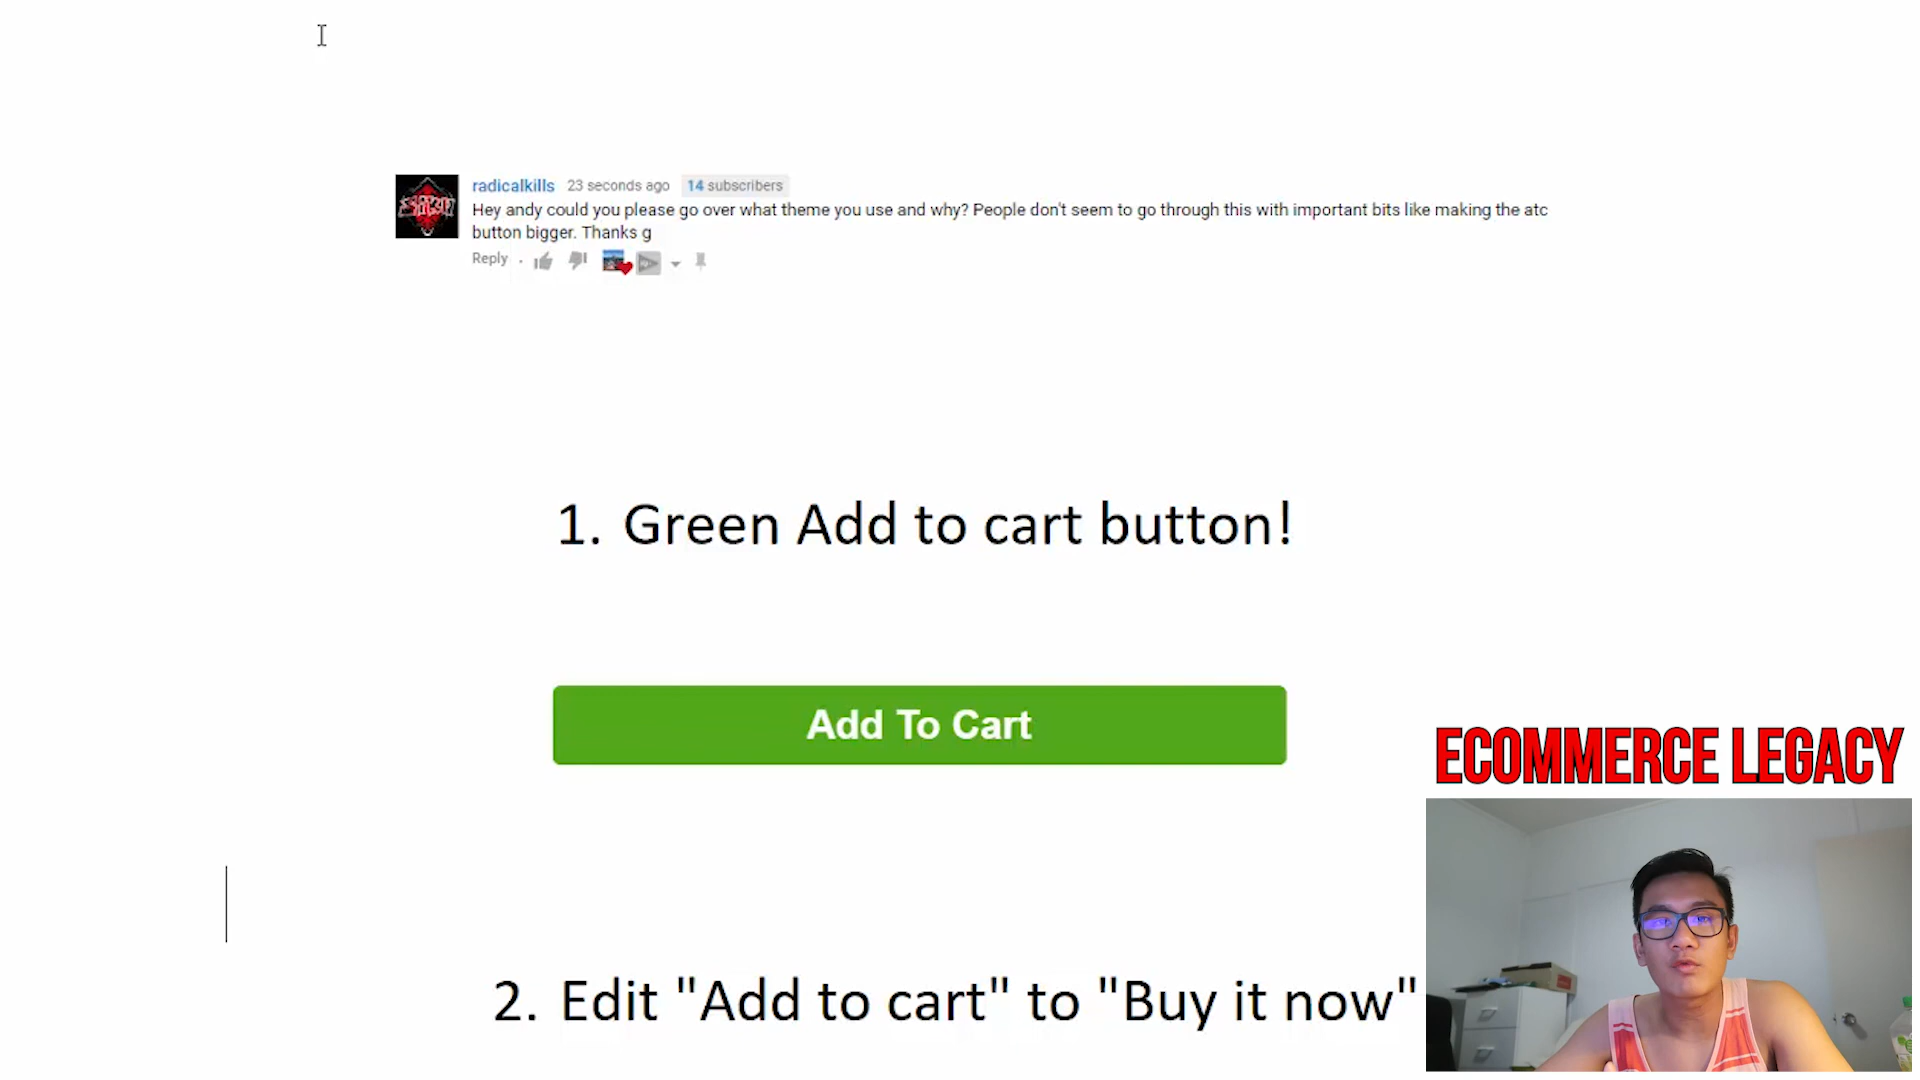 radicalkills 23 seconds ago 14 subscribers
Hey andy could you please go over what theme you use and why? People don't seem to go through this with important bits like making the atc
button bigger. Thanks g
Reply
1. Green Add to cart button!
Add To Cart
ECOMMERCE LEGACY
2. Edit "Add to cart" to "Buy it now"